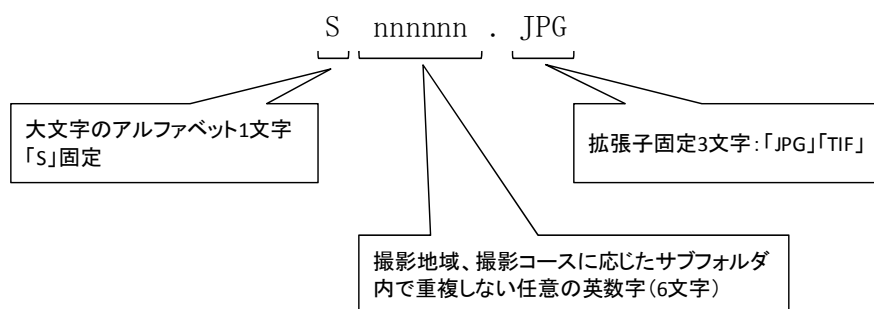 S nnnnnn . JPG
大文字のアルファベット1文字
「S」固定
拡張子固定3文字:「JPG」「TIF」
撮影地域、撮影コースに応じたサブフォルダ
内で重複しない任意の英数字(6文字)